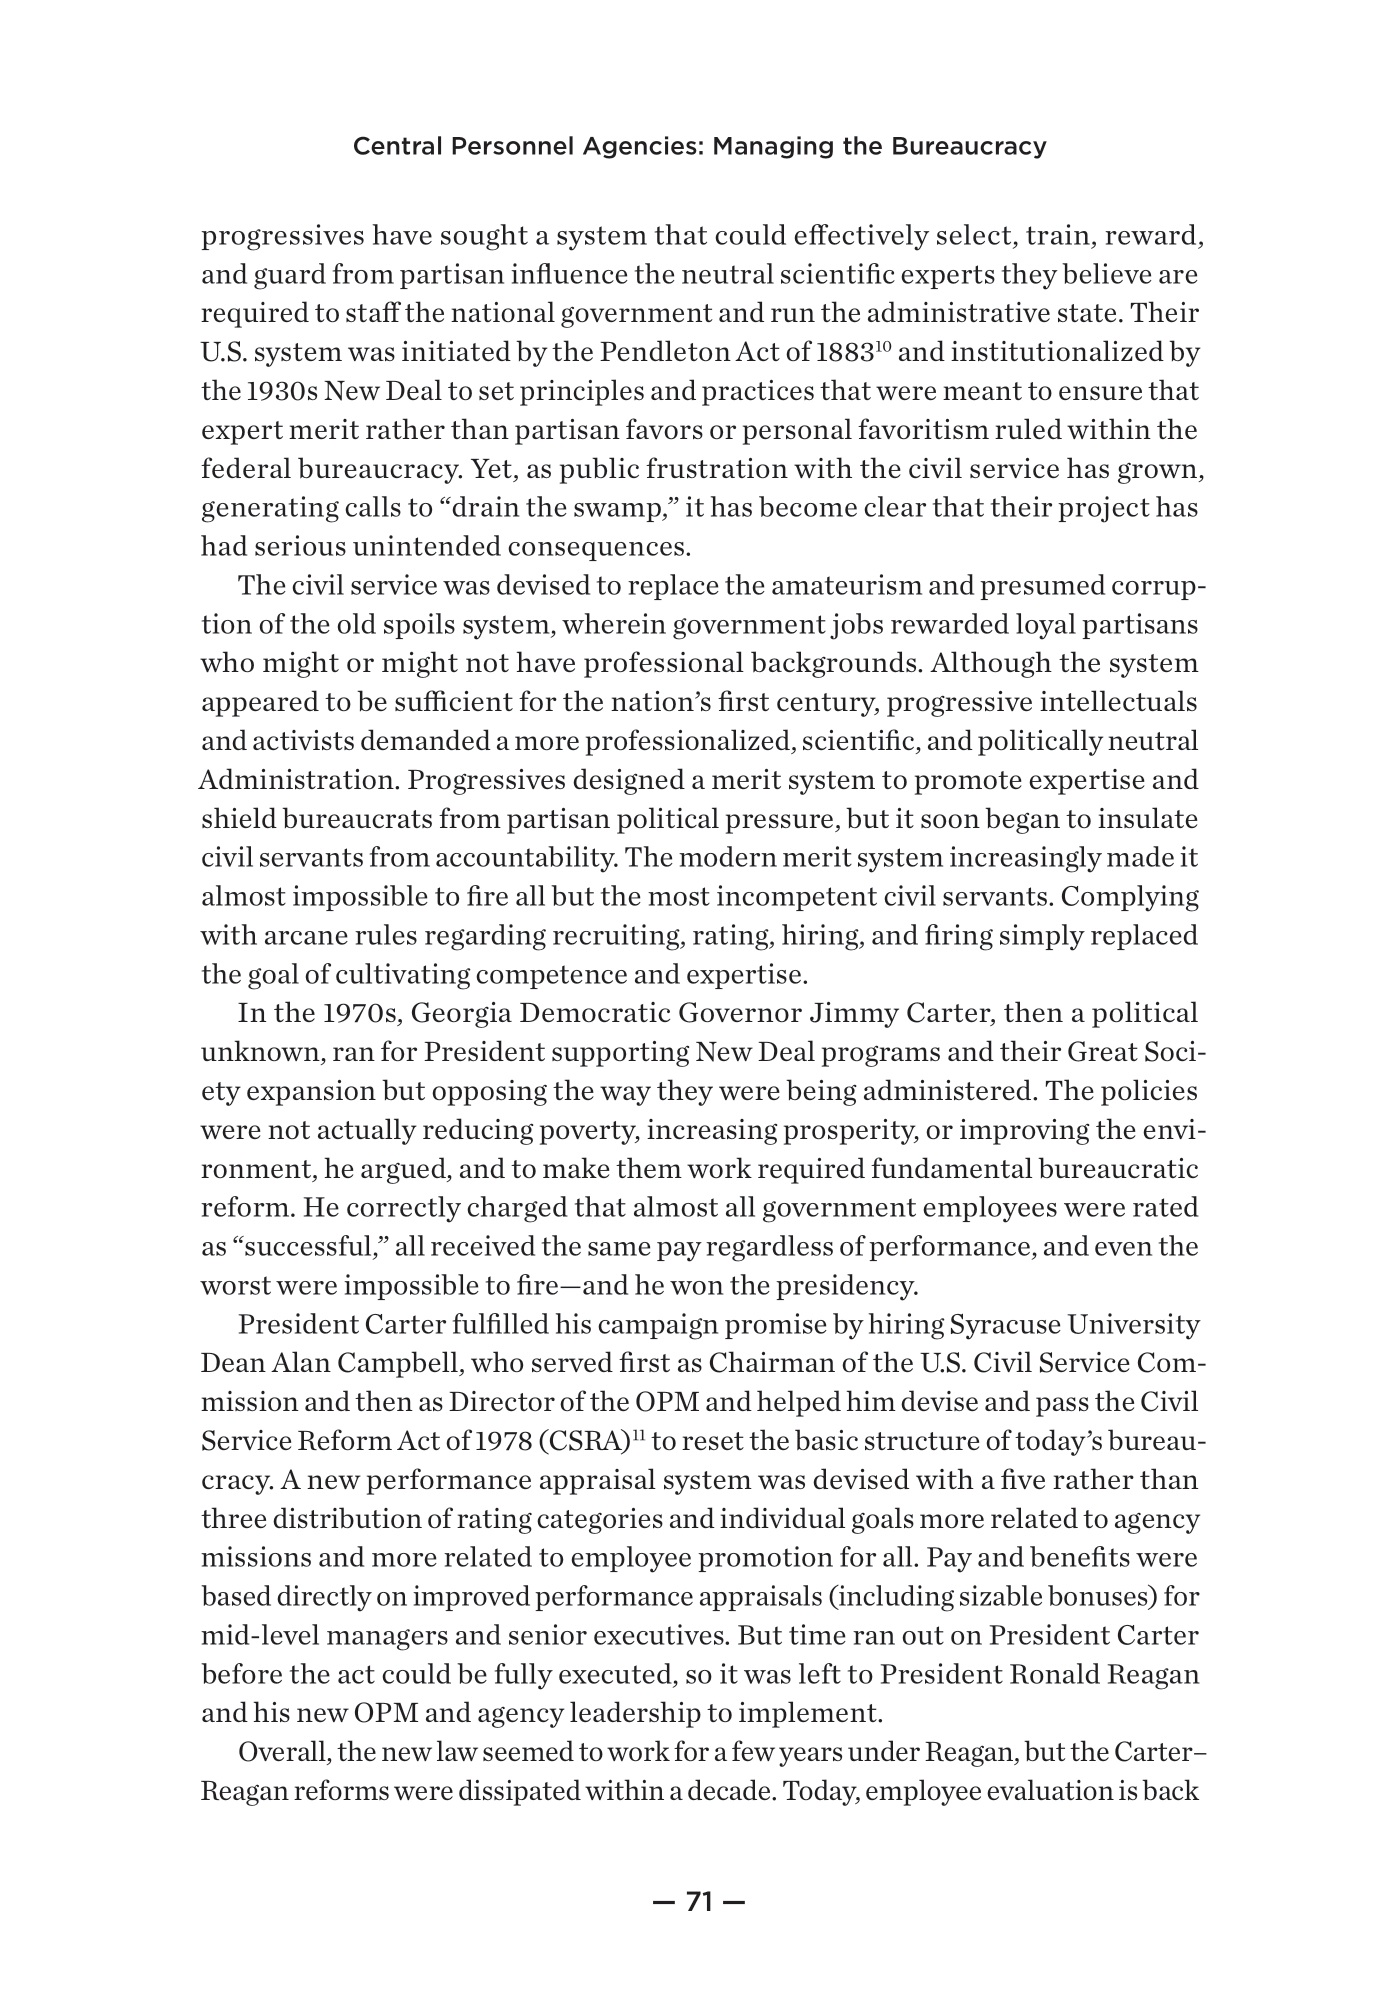 Central Personnel Agencies: Managing the Bureaucracy
progressives have sought a system that could effectively select, train, reward,
and guard from partisan influence the neutral scientific experts they believe are
required to staff the national government and run the administrative state. Their
U.S. system was initiated by the Pendleton Act of 1883¹⁰ and institutionalized by
the 1930s New Deal to set principles and practices that were meant to ensure that
expert merit rather than partisan favors or personal favoritism ruled within the
federal bureaucracy. Yet, as public frustration with the civil service has grown,
generating calls to “drain the swamp,” it has become clear that their project has
had serious unintended consequences.
The civil service was devised to replace the amateurism and presumed corrup-
tion of the old spoils system, wherein government jobs rewarded loyal partisans
who might or might not have professional backgrounds. Although the system
appeared to be sufficient for the nation’s first century, progressive intellectuals
and activists demanded a more professionalized, scientific, and politically neutral
Administration. Progressives designed a merit system to promote expertise and
shield bureaucrats from partisan political pressure, but it soon began to insulate
civil servants from accountability. The modern merit system increasingly made it
almost impossible to fire all but the most incompetent civil servants. Complying
with arcane rules regarding recruiting, rating, hiring, and firing simply replaced
the goal of cultivating competence and expertise.
In the 1970s, Georgia Democratic Governor Jimmy Carter, then a political
unknown, ran for President supporting New Deal programs and their Great Soci-
ety expansion but opposing the way they were being administered. The policies
were not actually reducing poverty, increasing prosperity, or improving the envi-
ronment, he argued, and to make them work required fundamental bureaucratic
reform. He correctly charged that almost all government employees were rated
as “successful,” all received the same pay regardless of performance, and even the
worst were impossible to fire—and he won the presidency.
President Carter fulfilled his campaign promise by hiring Syracuse University
Dean Alan Campbell, who served first as Chairman of the U.S. Civil Service Com-
mission and then as Director of the OPM and helped him devise and pass the Civil
Service Reform Act of 1978 (CSRA)¹¹ to reset the basic structure of today’s bureau-
cracy. A new performance appraisal system was devised with a five rather than
three distribution of rating categories and individual goals more related to agency
missions and more related to employee promotion for all. Pay and benefits were
based directly on improved performance appraisals (including sizable bonuses) for
mid-level managers and senior executives. But time ran out on President Carter
before the act could be fully executed, so it was left to President Ronald Reagan
and his new OPM and agency leadership to implement.
Overall, the new law seemed to work for a few years under Reagan, but the Carter–
Reagan reforms were dissipated within a decade. Today, employee evaluation is back
— 71 —